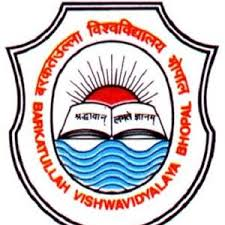 बरकतउल्ला विश्वविद्यालय भोपाल
श्रद्धावान् लभते ज्ञानम्
BARKATULLAH VISHWAVIDYALAYA BHOPAL